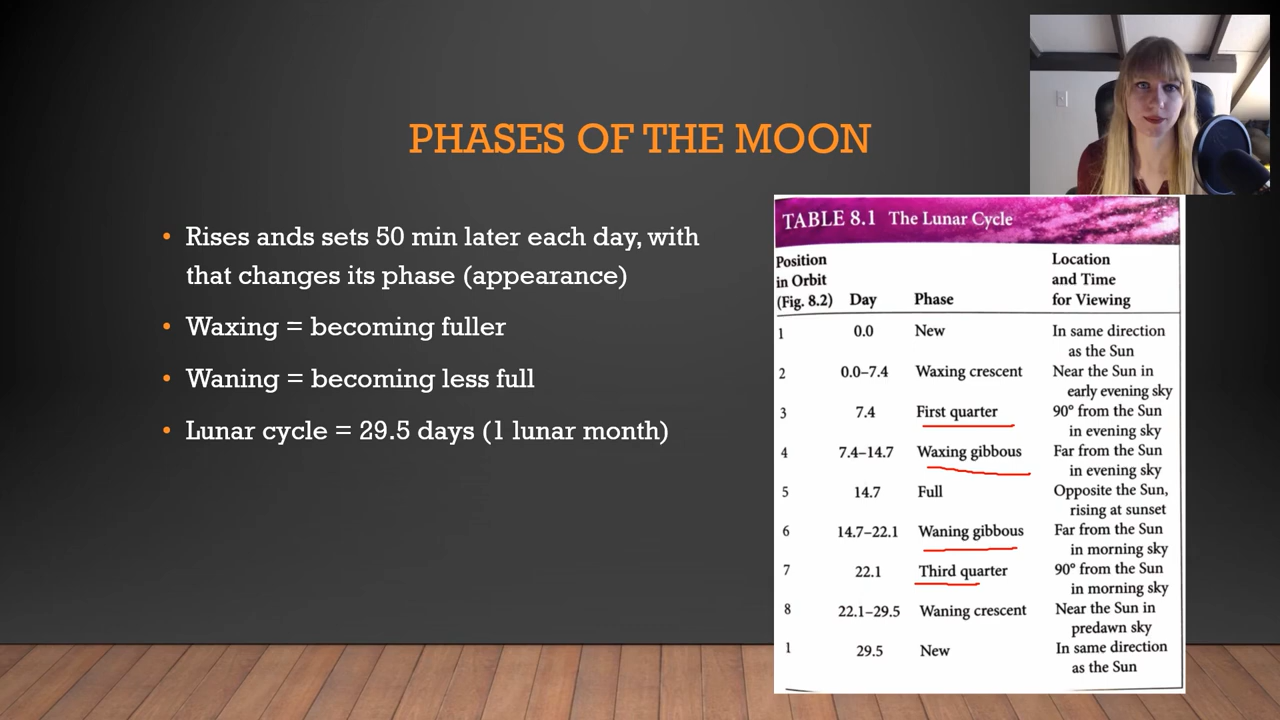 PHASES OF THE MOON
• Rises ands sets 50 min later each day, with
that changes its phase (appearance)
• Waxing = becoming fuller
• Waning = becoming less full
• Lunar cycle = 29.5 days (1 lunar month)
TABLE 8.1 The Lunar Cycle
Position Location
in Orbit and Time
(Fig. 8.2) Day Phase for Viewing
1 0.0 New In same direction
as the Sun
2 0.0–7.4 Waxing crescent Near the Sun in
early evening sky
3 7.4 First quarter 90° from the Sun
in evening sky
4 7.4–14.7 Waxing gibbous Far from the Sun
in evening sky
5 14.7 Full Opposite the Sun,
rising at sunset
6 14.7–22.1 Waning gibbous Far from the Sun
in morning sky
7 22.1 Third quarter 90° from the Sun
in morning sky
8 22.1–29.5 Waning crescent Near the Sun in
predawn sky
1 29.5 New In same direction
as the Sun